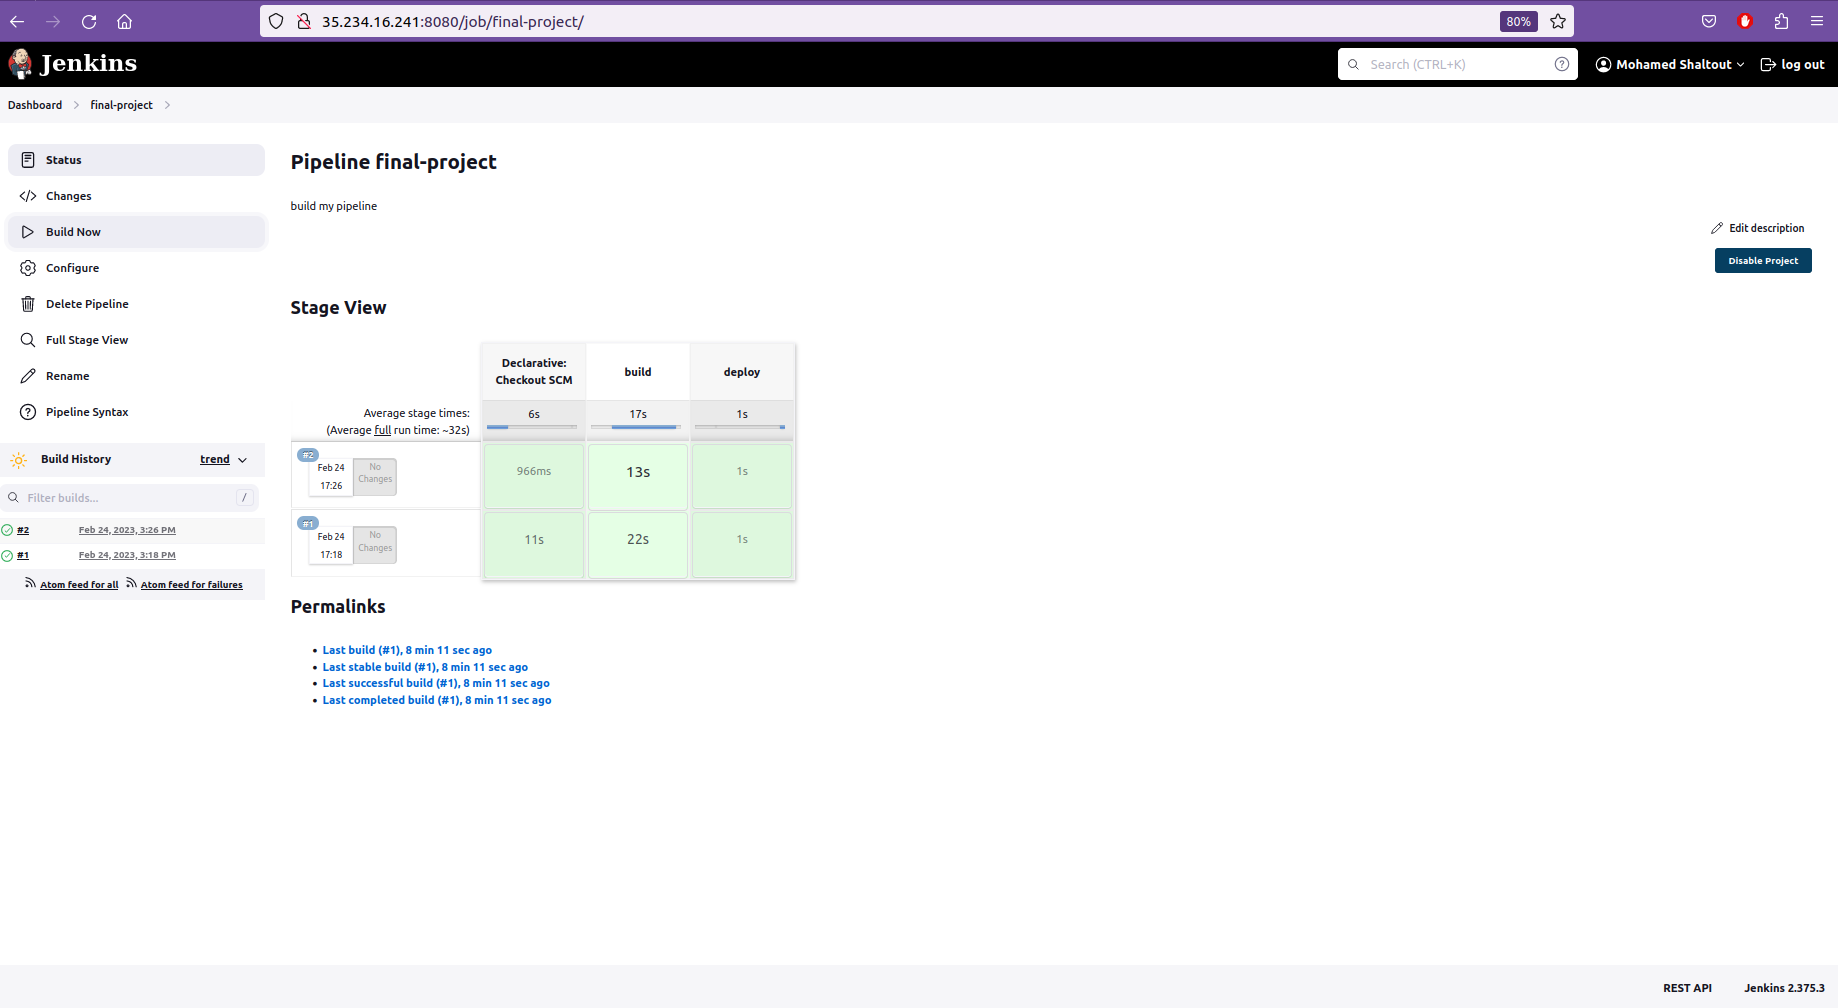 35.234.16.241:8080/job/final-project/
80%
Jenkins
Search (CTRL+K)
Mohamed Shaltout
log out
Dashboard
final-project
Status
Changes
Build Now
Configure
Delete Pipeline
Full Stage View
Rename
Pipeline Syntax
Build History
trend
Filter builds...
/
#2 Feb 24, 2023, 3:26 PM
#1 Feb 24, 2023, 3:18 PM
Atom feed for all Atom feed for failures
Pipeline final-project
build my pipeline
Edit description
Disable Project
Stage View
Declarative:
Checkout SCM
build
deploy
Average stage times:
(Average full run time: ~32s)
6s
17s
1s
#2
Feb 24
17:26
No
Changes
966ms
13s
1s
#1
Feb 24
17:18
No
Changes
11s
22s
1s
Permalinks
Last build (#1), 8 min 11 sec ago
Last stable build (#1), 8 min 11 sec ago
Last successful build (#1), 8 min 11 sec ago
Last completed build (#1), 8 min 11 sec ago
REST API
Jenkins 2.375.3